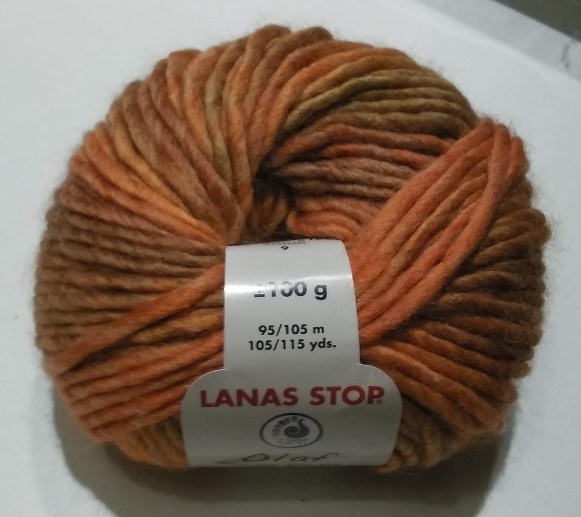 ±100 g
95/105 m
105/115 yds.
LANAS STOP
Olaf